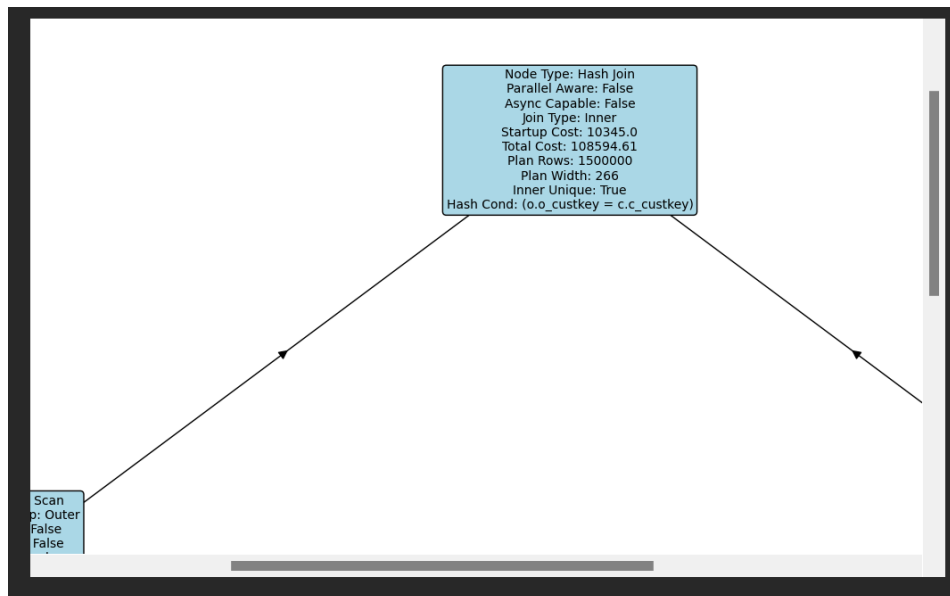 Node Type: Hash Join
Parallel Aware: False
Async Capable: False
Join Type: Inner
Startup Cost: 10345.0
Total Cost: 108594.61
Plan Rows: 1500000
Plan Width: 266
Inner Unique: True
Hash Cond: (o.o_custkey = c.c_custkey)
Scan
p: Outer
False
False